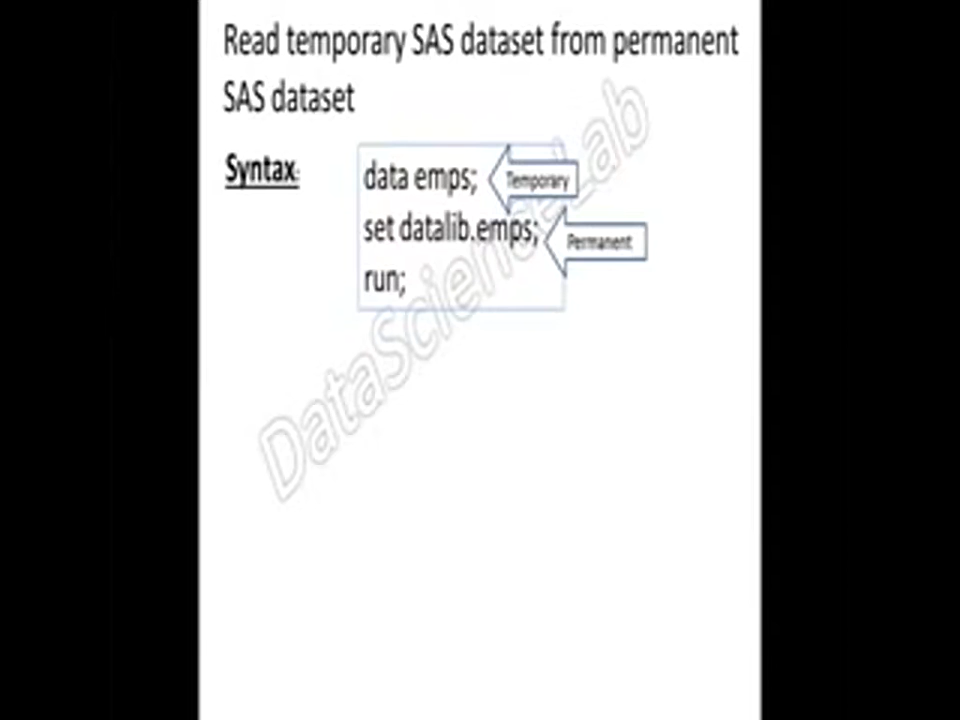 Read temporary SAS dataset from permanent
SAS dataset
Syntax:
data emps;
Temporary
set datalib.emps;
Permanent
run;
DataScienceLab